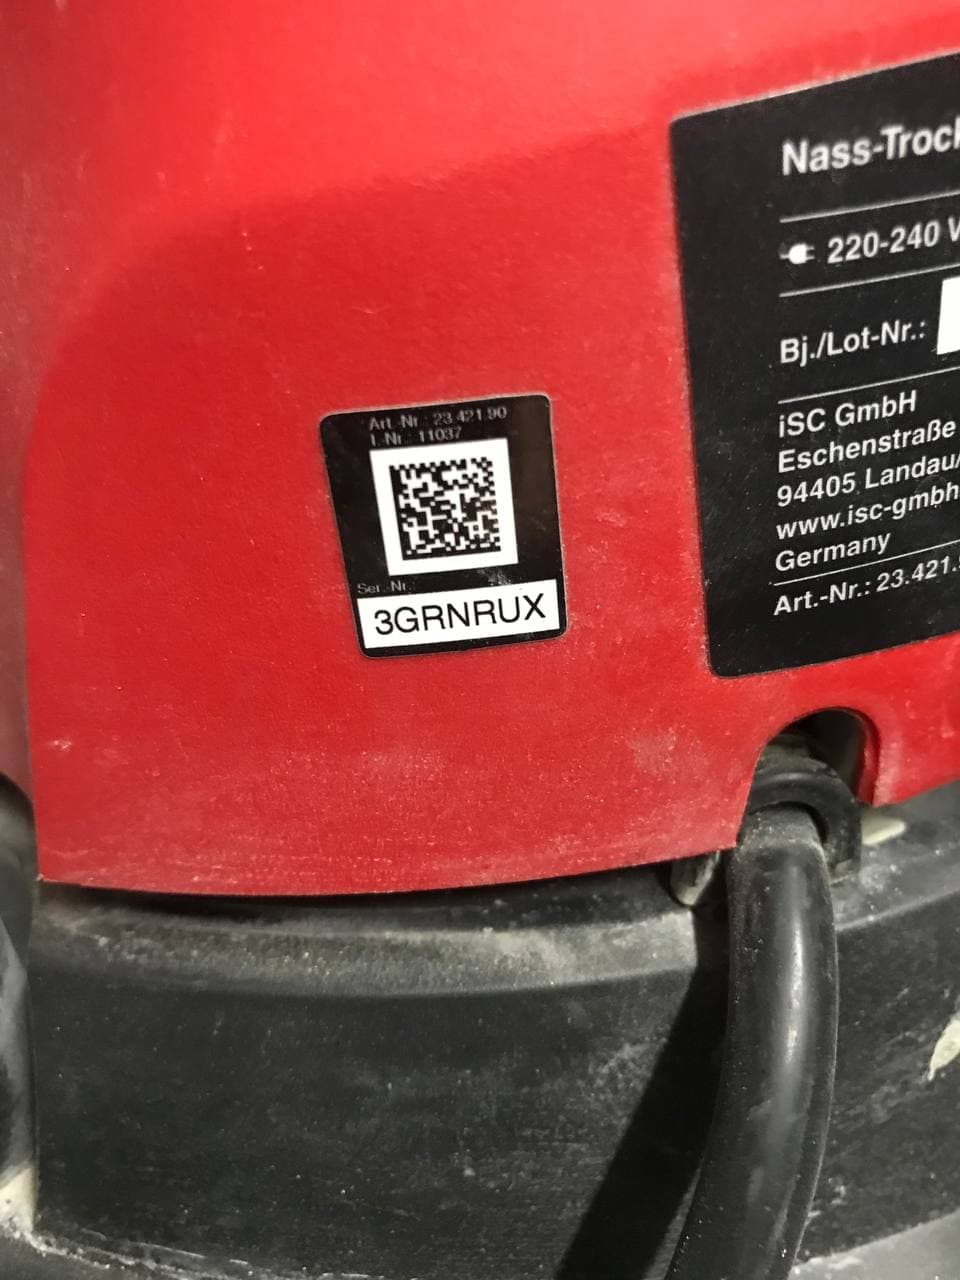 Art.-Nr.: 23.421.90
I.-Nr.: 11037
Ser.-Nr.:
3GRNRUX
Nass-Trock
220-240 V
Bj./Lot-Nr.:
iSC GmbH
Eschenstraße
94405 Landau/
www.isc-gmbh
Germany
Art.-Nr.: 23.421.9